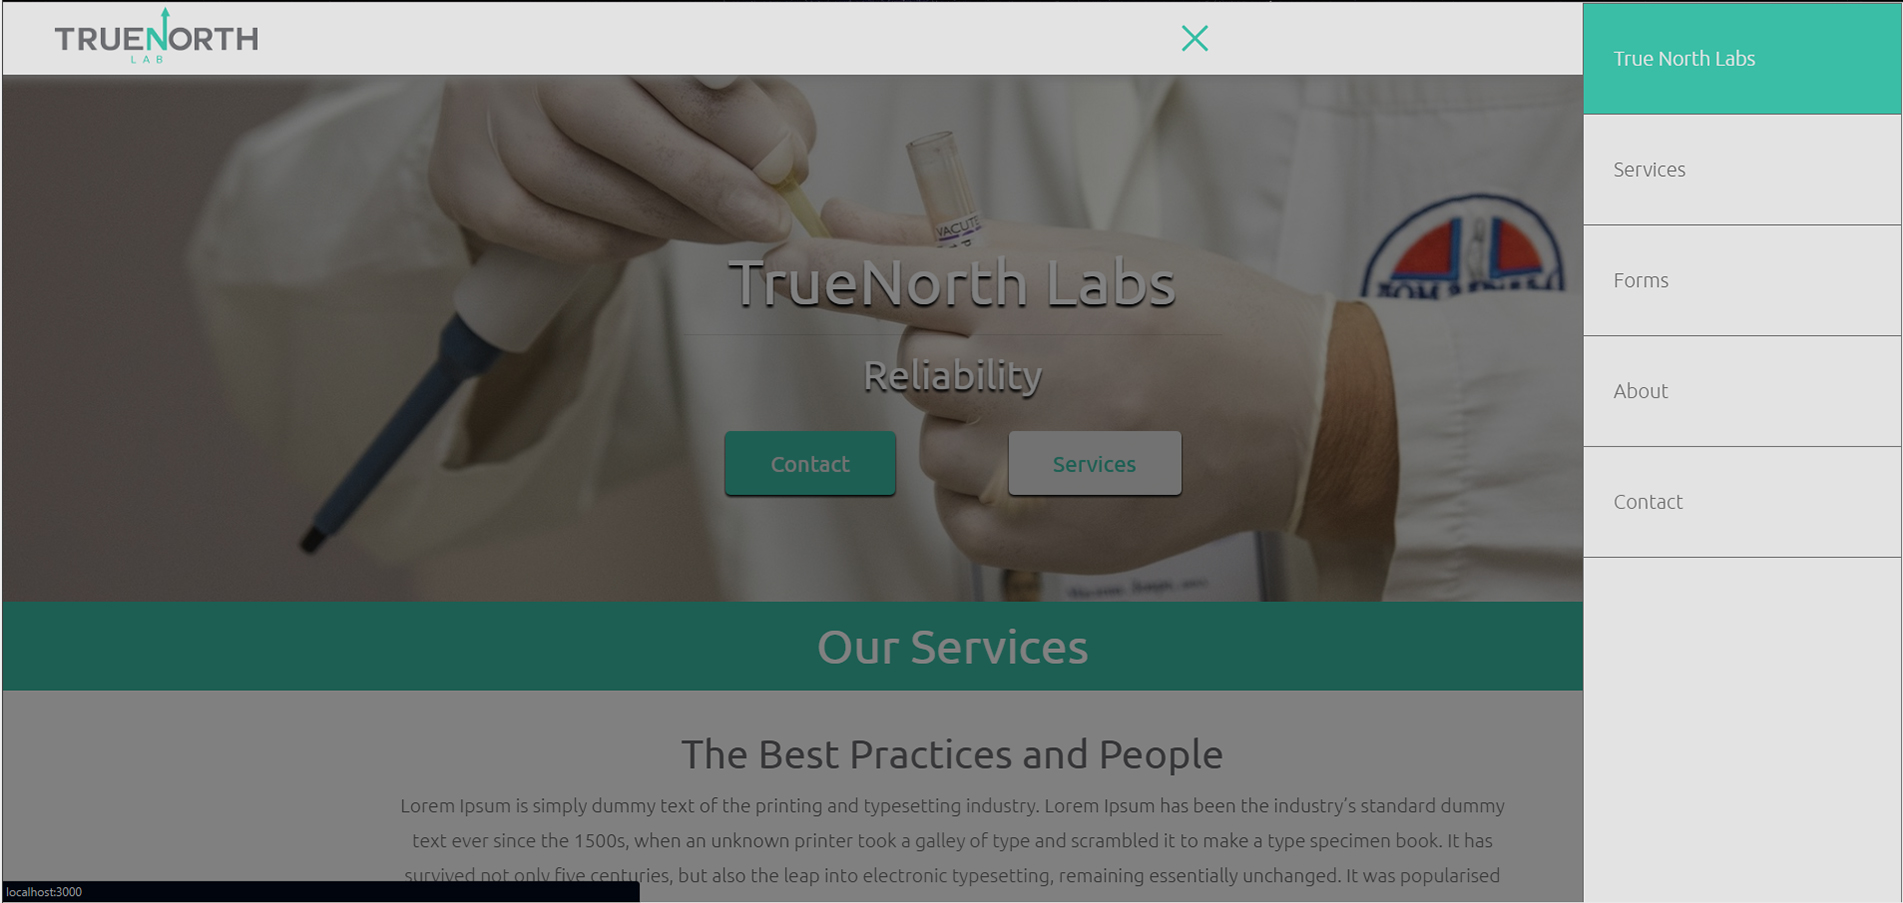 TRUENORTH
LAB
True North Labs
Services
Forms
About
Contact
VACUTE
TrueNorth Labs
Reliability
Contact
Services
Our Services
The Best Practices and People
Lorem Ipsum is simply dummy text of the printing and typesetting industry. Lorem Ipsum has been the industry's standard dummy
text ever since the 1500s, when an unknown printer took a galley of type and scrambled it to make a type specimen book. It has
survived not only five centuries, but also the leap into electronic typesetting, remaining essentially unchanged. It was popularised
localhost:3000